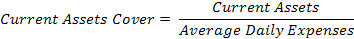 Current Assets Cover = Current Assets / Average Daily Expenses